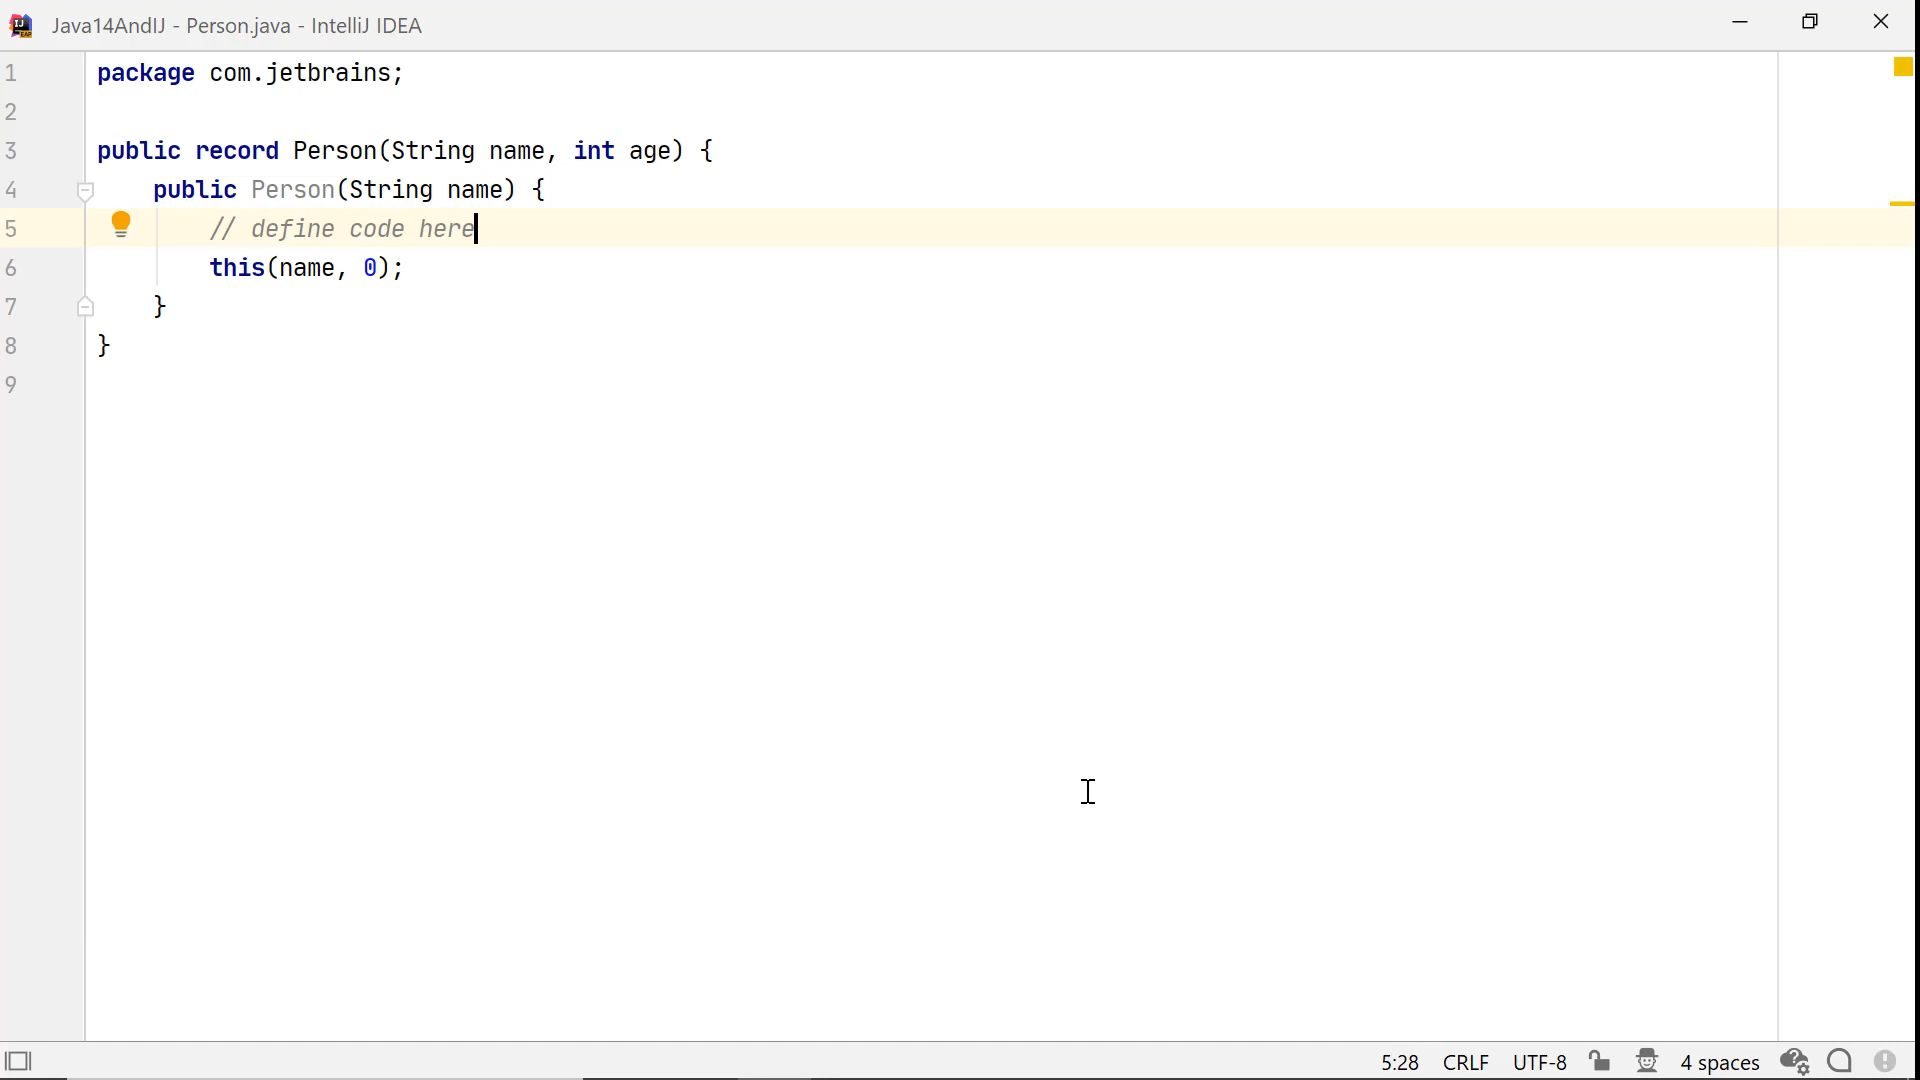 Java14AndIJ - Person.java - IntelliJ IDEA
1 package com.jetbrains;
2
3 public record Person(String name, int age) {
4 public Person(String name) {
5 // define code here
6 this(name, 0);
7 }
8 }
9
5:28 CRLF UTF-8 4 spaces